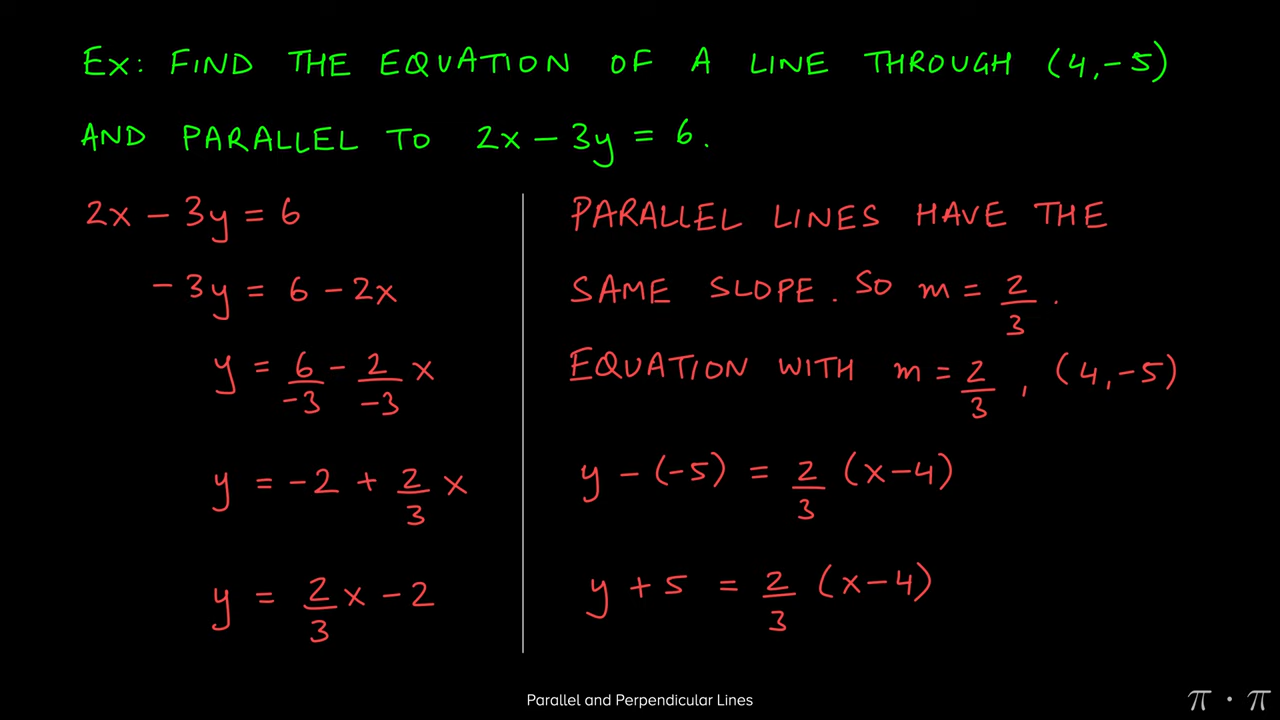 Ex: FIND THE EQUATION OF A LINE THROUGH (4,-5)
AND PARALLEL TO 2x - 3y = 6.
2x - 3y = 6
-3y = 6 - 2x
y = 6/-3 - 2/-3 x
y = -2 + 2/3 x
y = 2/3 x - 2
PARALLEL LINES HAVE THE
SAME SLOPE. SO m = 2/3.
EQUATION WITH m = 2/3, (4,-5)
y - (-5) = 2/3 (x-4)
y + 5 = 2/3 (x-4)
Parallel and Perpendicular Lines
π · π